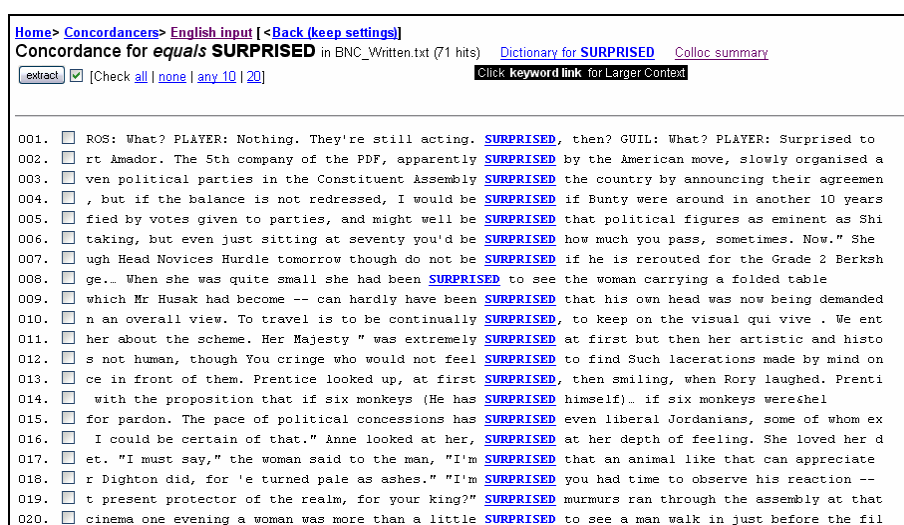 Home> Concordancers> English input [ <Back (keep settings)]
Concordance for equals SURPRISED in BNC_Written.txt (71 hits) Dictionary for SURPRISED Colloc summary
extract [Check all | none | any 10 | 20] Click keyword link for Larger Context
001. ROS: What? PLAYER: Nothing. They're still acting. SURPRISED, then? GUIL: What? PLAYER: Surprised to
002. rt Amador. The 5th company of the PDF, apparently SURPRISED by the American move, slowly organised a
003. ven political parties in the Constituent Assembly SURPRISED the country by announcing their agreemen
004. , but if the balance is not redressed, I would be SURPRISED if Bunty were around in another 10 years
005. fied by votes given to parties, and might well be SURPRISED that political figures as eminent as Shi
006. taking, but even just sitting at seventy you'd be SURPRISED how much you pass, sometimes. Now." She
007. ugh Head Novices Hurdle tomorrow though do not be SURPRISED if he is rerouted for the Grade 2 Berksh
008. ge.… When she was quite small she had been SURPRISED to see the woman carrying a folded table
009. which Mr Husak had become -- can hardly have been SURPRISED that his own head was now being demanded
010. n an overall view. To travel is to be continually SURPRISED, to keep on the visual qui vive . We ent
011. her about the scheme. Her Majesty " was extremely SURPRISED at first but then her artistic and histo
012. s not human, though You cringe who would not feel SURPRISED to find Such lacerations made by mind on
013. ce in front of them. Prentice looked up, at first SURPRISED, then smiling, when Rory laughed. Prenti
014. with the proposition that if six monkeys (He has SURPRISED himself)… if six monkeys were&hel
015. for pardon. The pace of political concessions has SURPRISED even liberal Jordanians, some of whom ex
016. I could be certain of that." Anne looked at her, SURPRISED at her depth of feeling. She loved her d
017. et. "I must say," the woman said to the man, "I'm SURPRISED that an animal like that can appreciate
018. r Dighton did, for 'e turned pale as ashes." "I'm SURPRISED you had time to observe his reaction --
019. t present protector of the realm, for your king?" SURPRISED murmurs ran through the assembly at that
020. cinema one evening a woman was more than a little SURPRISED to see a man walk in just before the fil